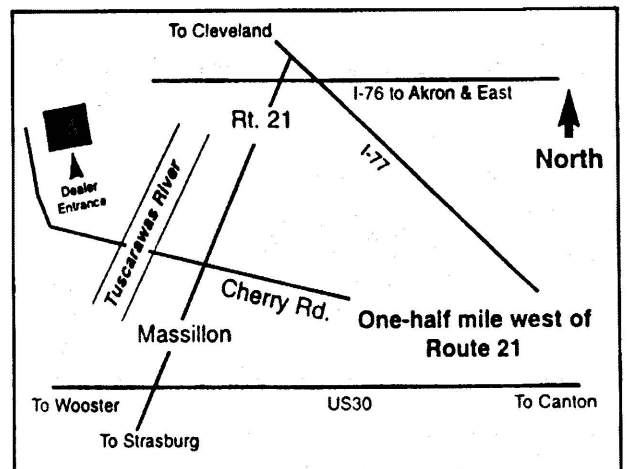 To Cleveland
I-76 to Akron & East
Rt. 21
I-77
North
Dealer
Entrance
Tuscarawas River
Cherry Rd.
One-half mile west of
Route 21
Massillon
To Wooster
US30
To Canton
To Strasburg